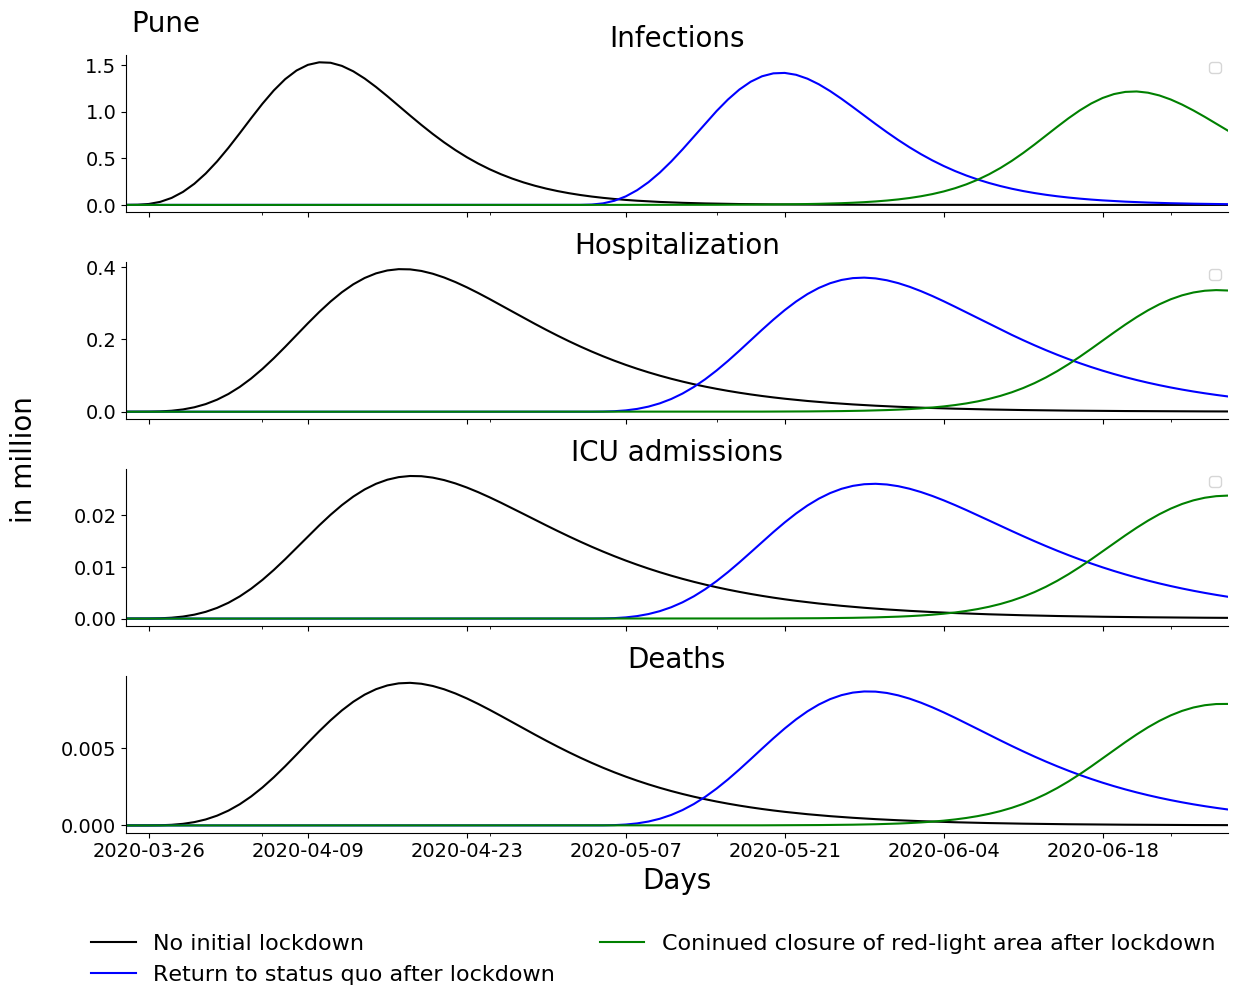 Pune
Infections
1.5
1.0
0.5
0.0
Hospitalization
0.4
0.2
0.0
in million
ICU admissions
0.02
0.01
0.00
Deaths
0.005
0.000
2020-03-26 2020-04-09 2020-04-23 2020-05-07 2020-05-21 2020-06-04 2020-06-18
Days
No initial lockdown
Return to status quo after lockdown
Coninued closure of red-light area after lockdown